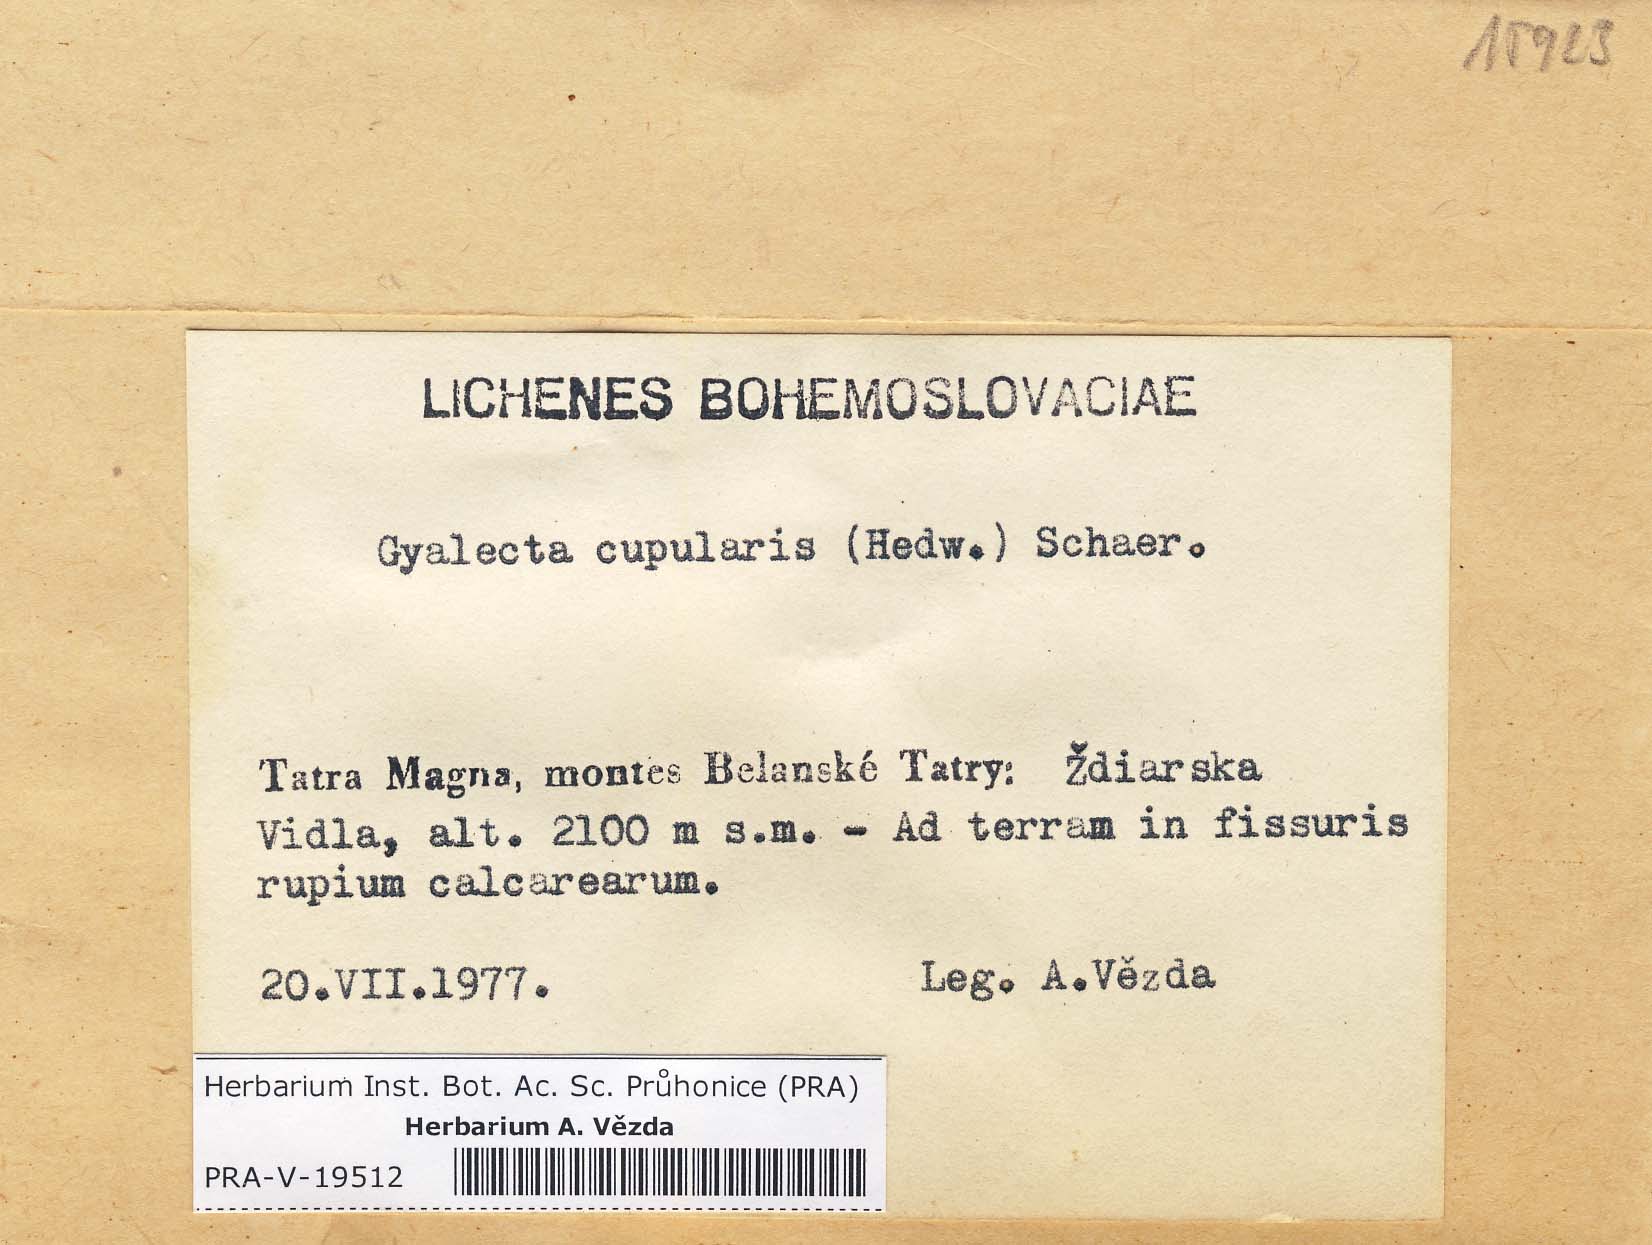 15923
LICHENES BOHEMOSLOVACIAE
Gyalecta cupularis (Hedw.) Schaer.
Tatra Magna, montes Belanské Tatry: Ždiarska
Vidla, alt. 2100 m s.m. - Ad terram in fissuris
rupium calcarearum.
20.VII.1977.
Leg. A.Vězda
Herbarium Inst. Bot. Ac. Sc. Průhonice (PRA)
Herbarium A. Vězda
PRA-V-19512